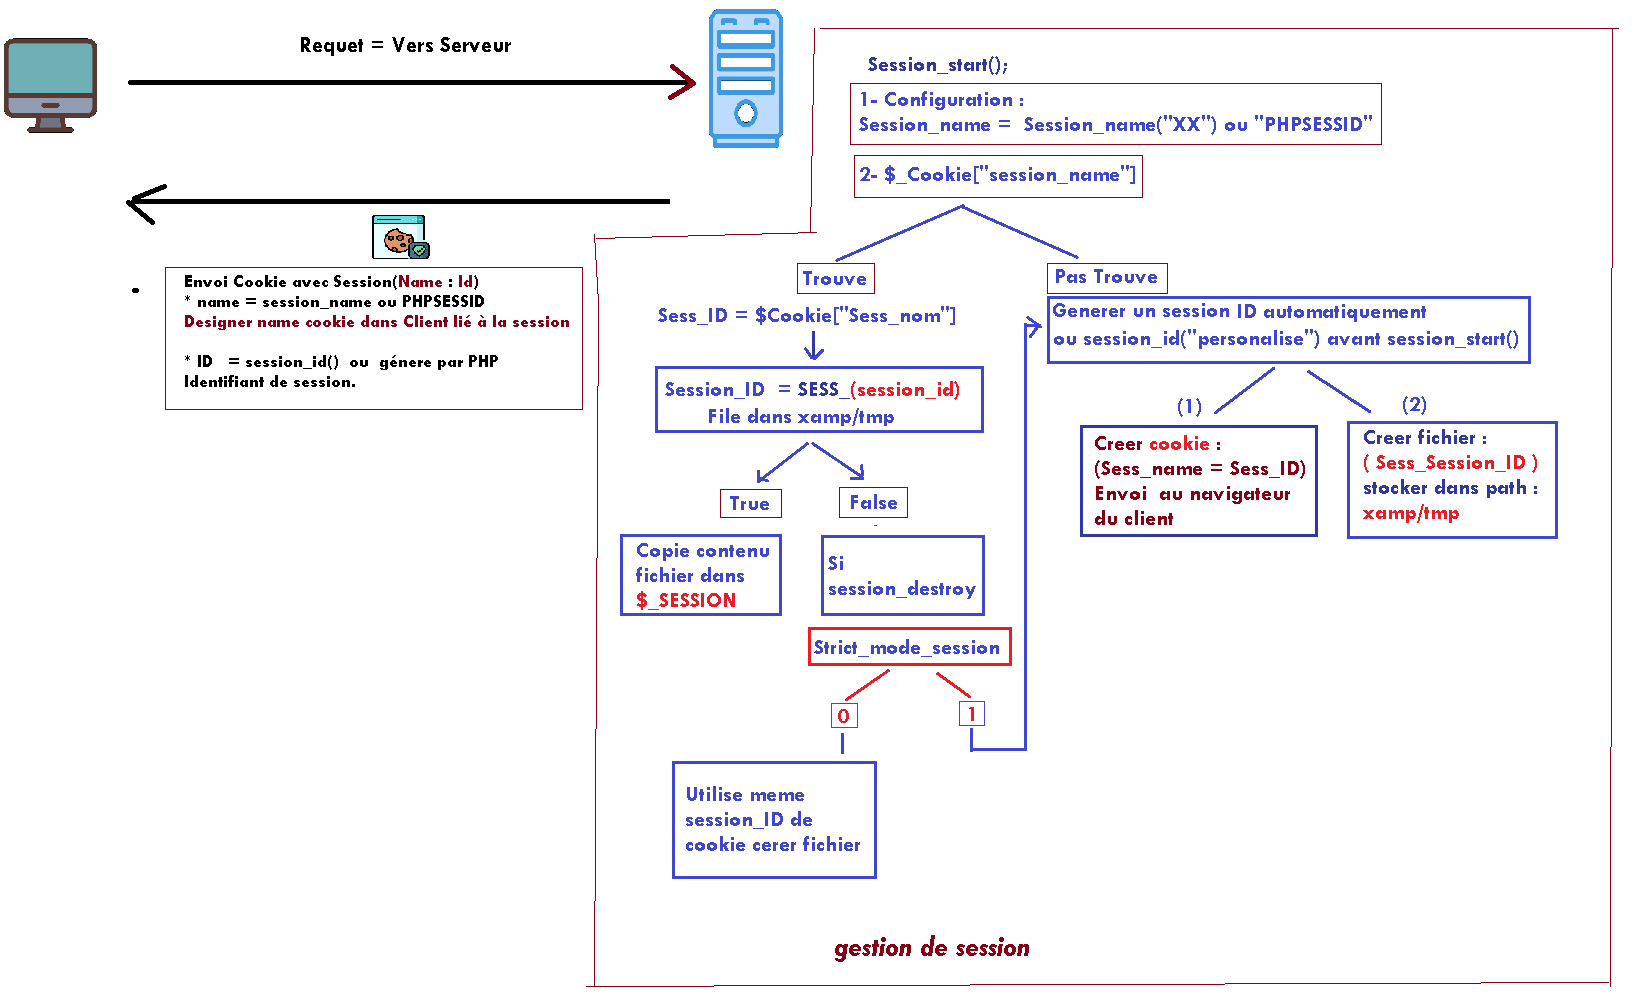 Requet = Vers Serveur
Envoi Cookie avec Session(Name : Id)
* name = session_name ou PHPSESSID
Designer name cookie dans Client lié à la session
* ID = session_id() ou génere par PHP
Identifiant de session.
Session_start();
1- Configuration :
Session_name = Session_name("XX") ou "PHPSESSID"
2- $_Cookie["session_name"]
Trouve
Pas Trouve
Sess_ID = $Cookie["Sess_nom"]
Session_ID = SESS_(session_id)
File dans xamp/tmp
True
False
Copie contenu
fichier dans
$_SESSION
Si
session_destroy
Strict_mode_session
0
1
Utilise meme
session_ID de
cookie cerer fichier
Generer un session ID automatiquement
ou session_id("personalise") avant session_start()
(1)
(2)
Creer cookie :
(Sess_name = Sess_ID)
Envoi au navigateur
du client
Creer fichier :
( Sess_Session_ID )
stocker dans path :
xamp/tmp
gestion de session